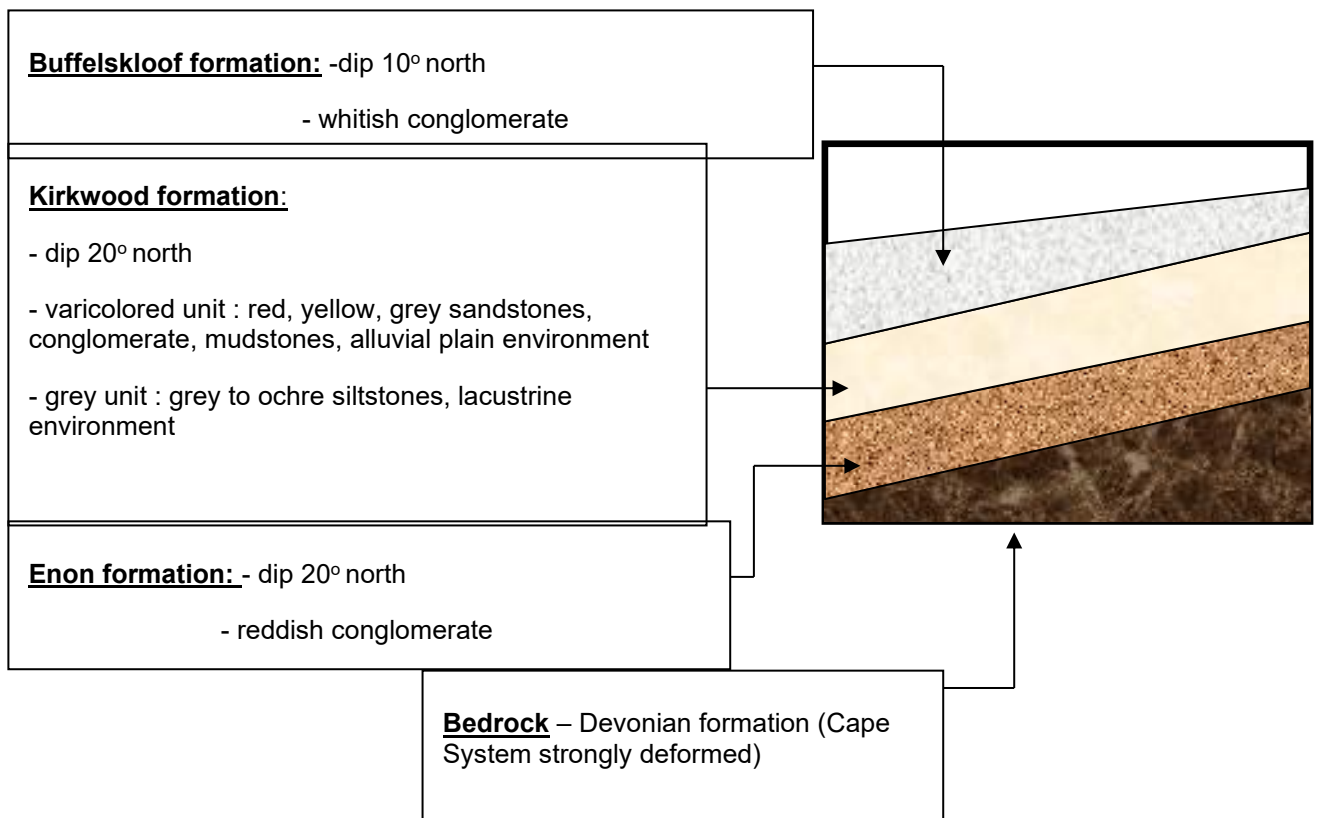 Buffelskloof formation: -dip 10° north
- whitish conglomerate
Kirkwood formation:
- dip 20° north
- varicolored unit : red, yellow, grey sandstones,
conglomerate, mudstones, alluvial plain environment
- grey unit : grey to ochre siltstones, lacustrine
environment
Enon formation: - dip 20° north
- reddish conglomerate
Bedrock – Devonian formation (Cape
System strongly deformed)